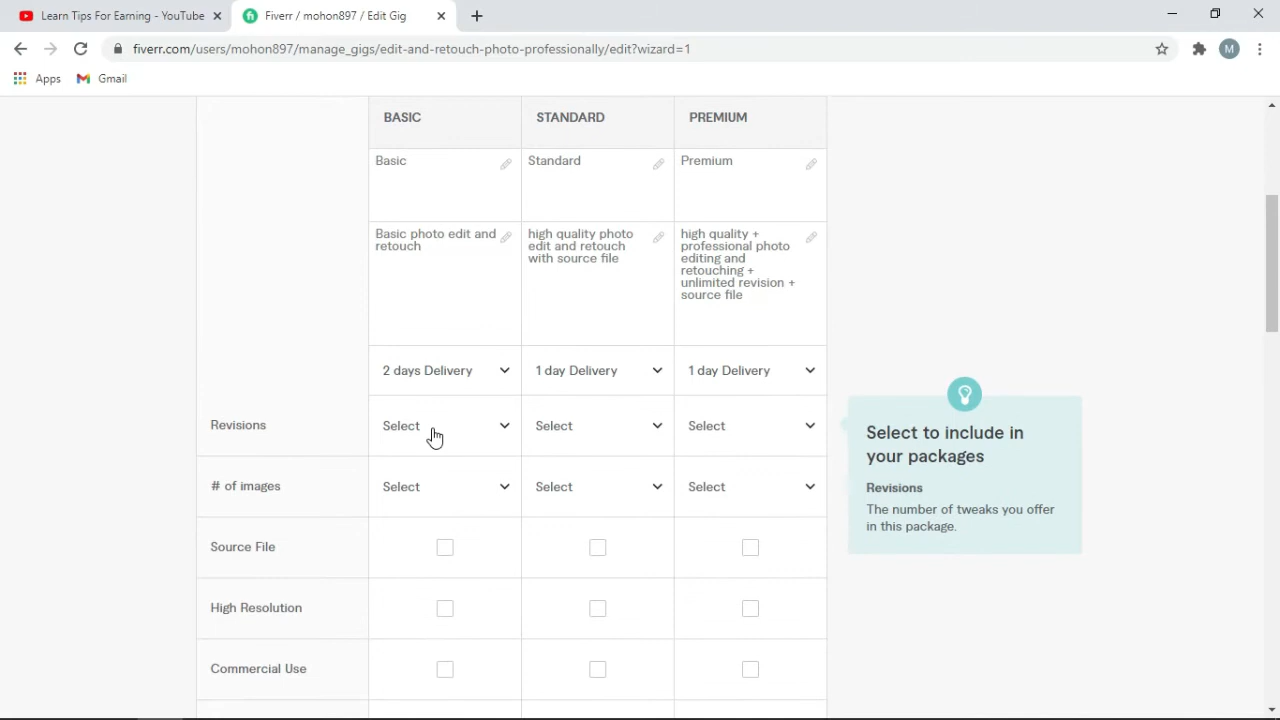 Learn Tips For Earning - YouTube
Fiverr / mohon897 / Edit Gig
fiverr.com/users/mohon897/manage_gigs/edit-and-retouch-photo-professionally/edit?wizard=1
M
Apps
Gmail
BASIC
STANDARD
PREMIUM
Basic
Standard
Premium
Basic photo edit and
retouch
high quality photo
edit and retouch
with source file
high quality +
professional photo
editing and
retouching +
unlimited revision +
source file
2 days Delivery
1 day Delivery
1 day Delivery
Revisions
Select
Select
Select
# of images
Select
Select
Select
Source File
High Resolution
Commercial Use
Select to include in
your packages
Revisions
The number of tweaks you offer
in this package.